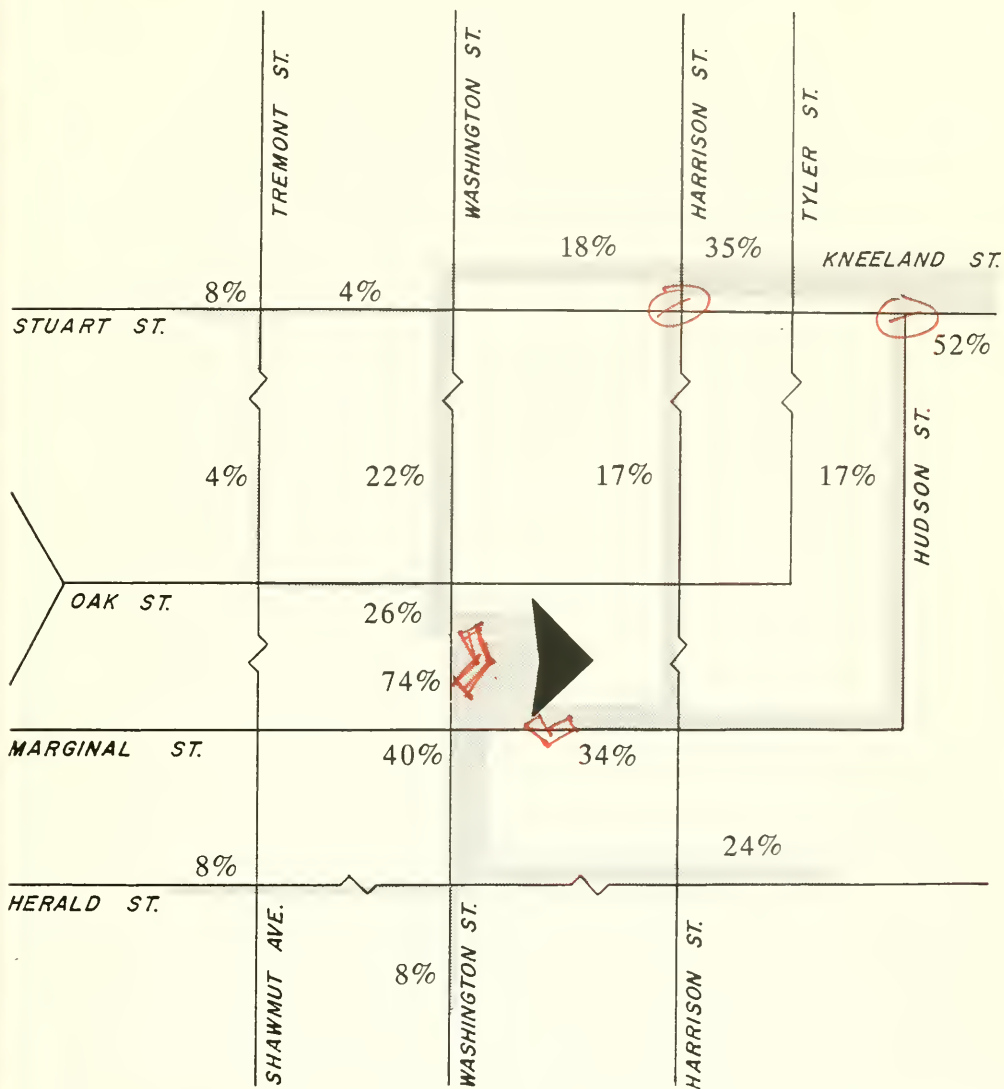 TREMONT ST.
WASHINGTON ST.
HARRISON ST.
TYLER ST.
18%
35%
KNEELAND ST.
8%
4%
STUART ST.
52%
4%
22%
17%
17%
HUDSON ST.
OAK ST.
26%
74%
MARGINAL ST.
40%
34%
24%
8%
HERALD ST.
SHAWMUT AVE.
8%
WASHINGTON ST.
HARRISON ST.